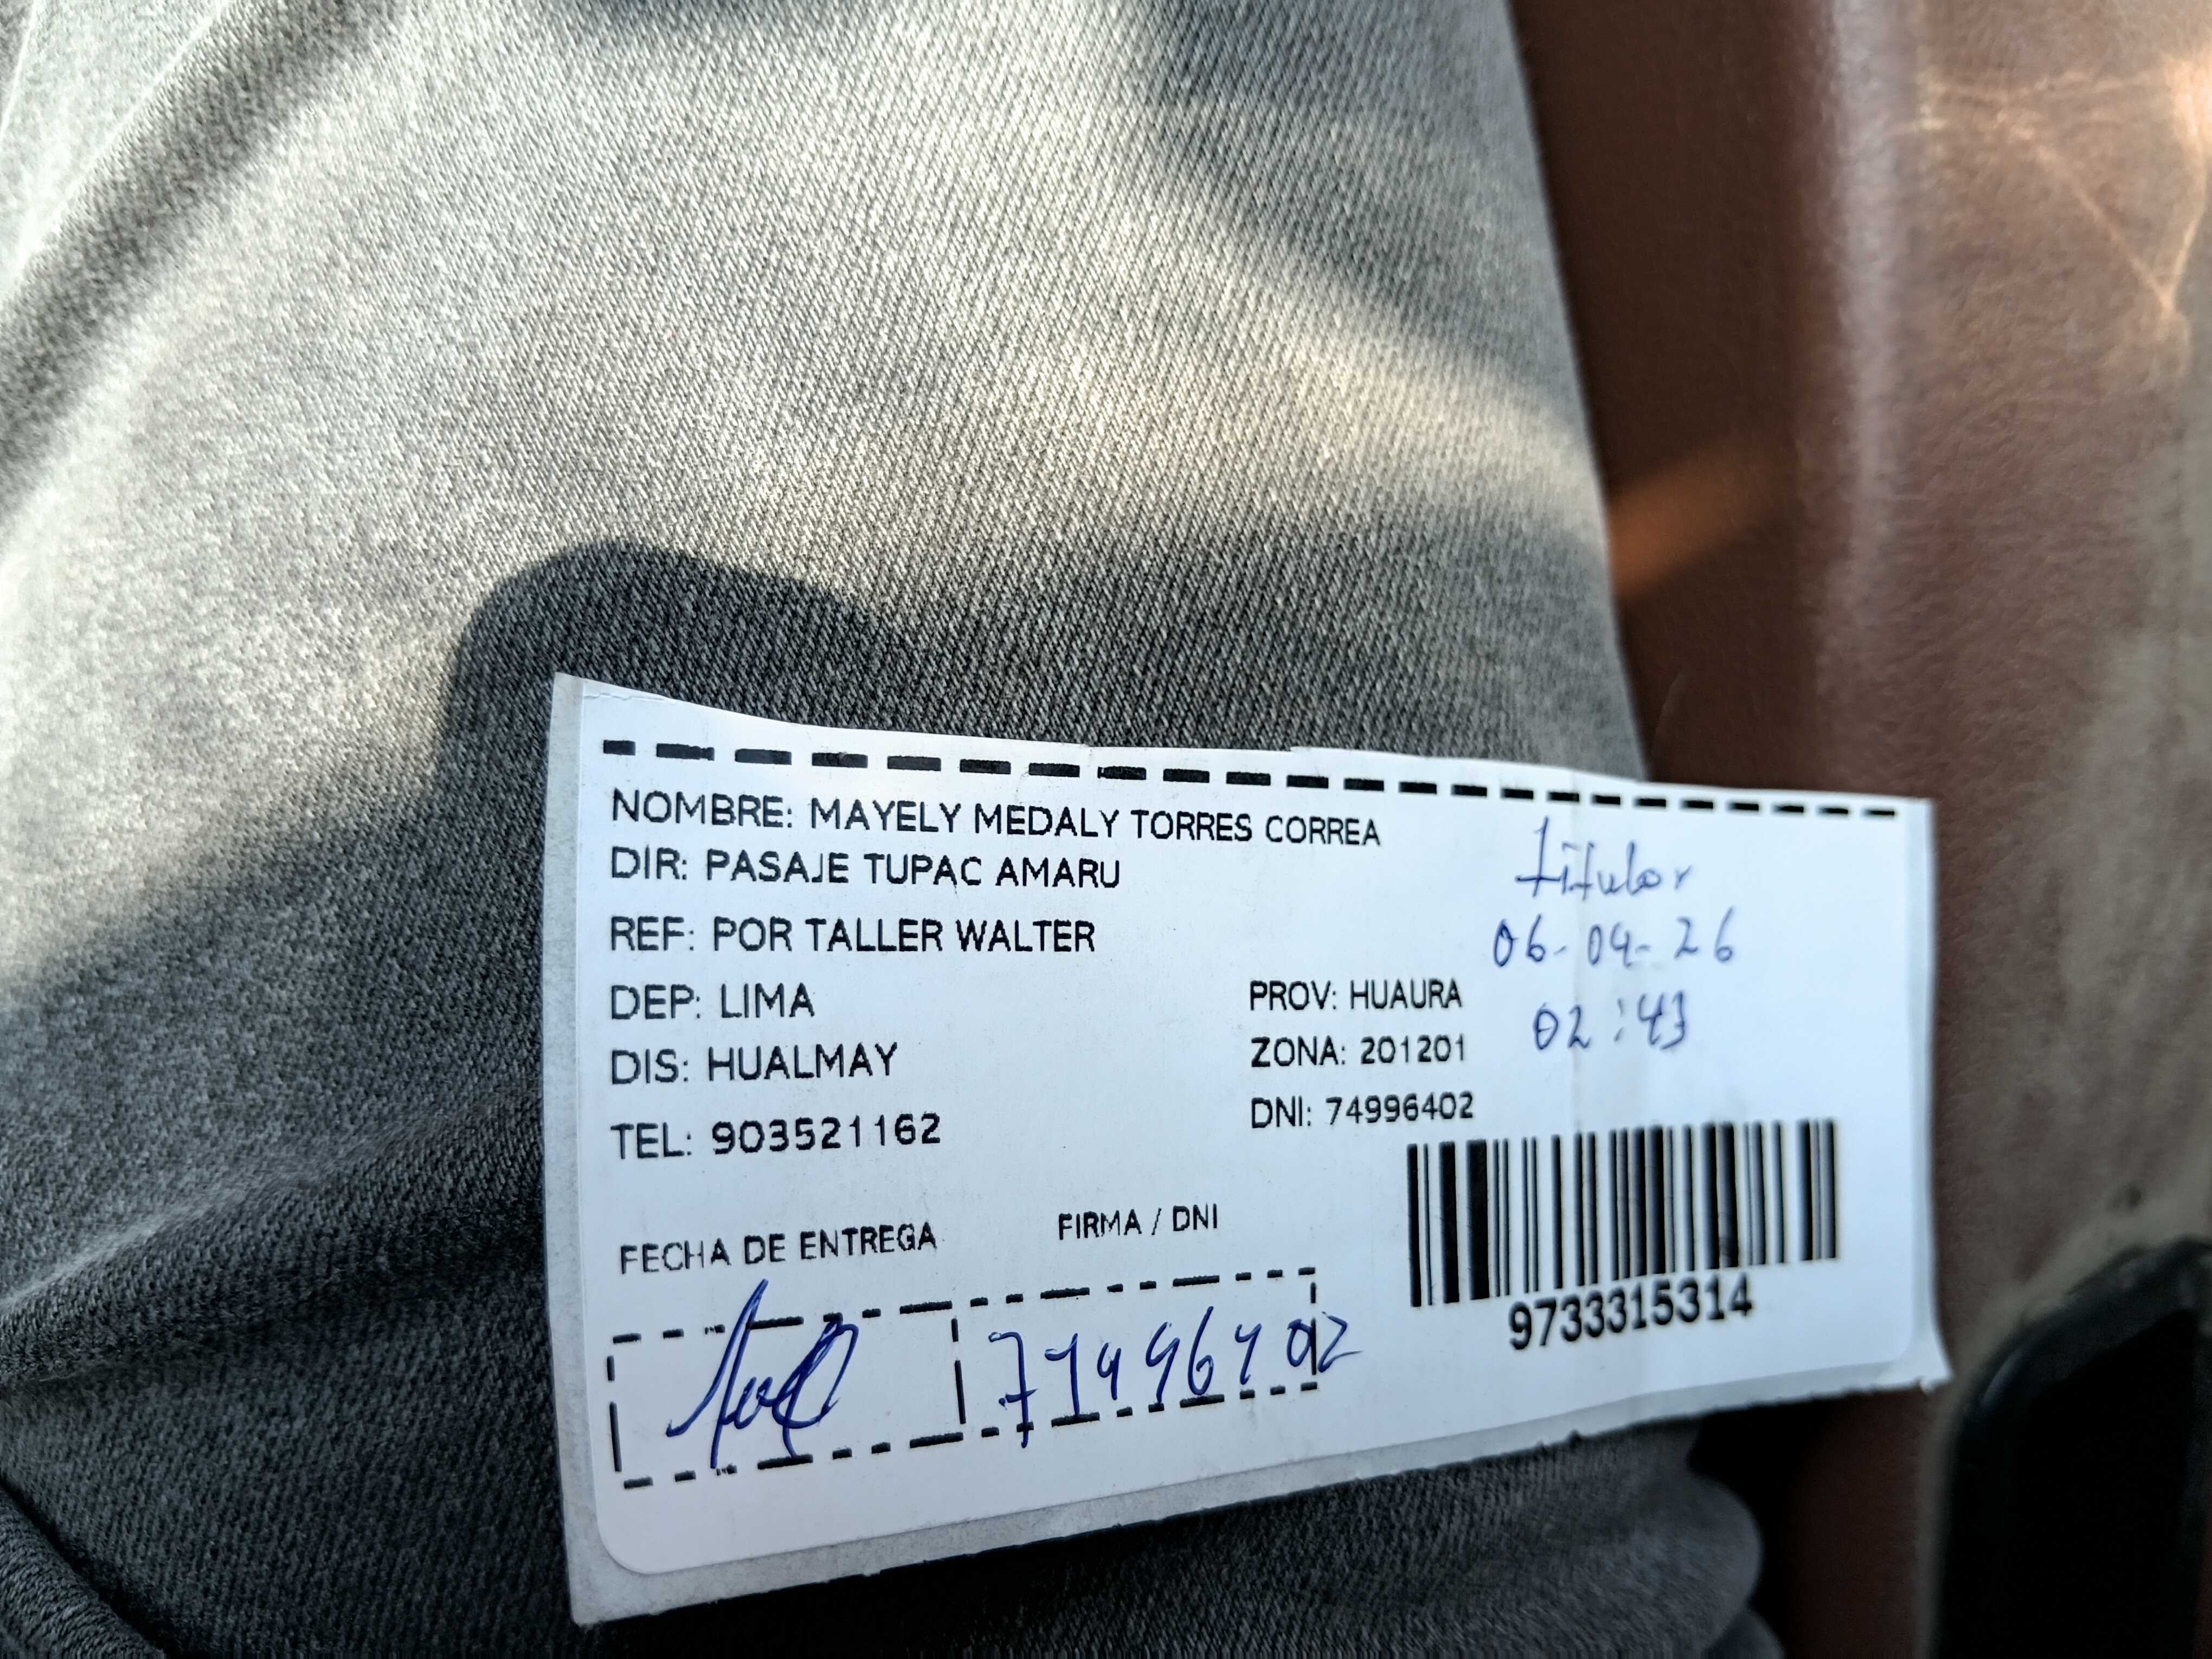 NOMBRE: MAYELY MEDALY TORRES CORREA
DIR: PASAJE TUPAC AMARU
titular
REF: POR TALLER WALTER
06-04-26
DEP: LIMA
PROV: HUAURA
02:43
DIS: HUALMAY
ZONA: 201201
TEL: 903521162
DNI: 74996402
FECHA DE ENTREGA
FIRMA / DNI
74996402
9733315314